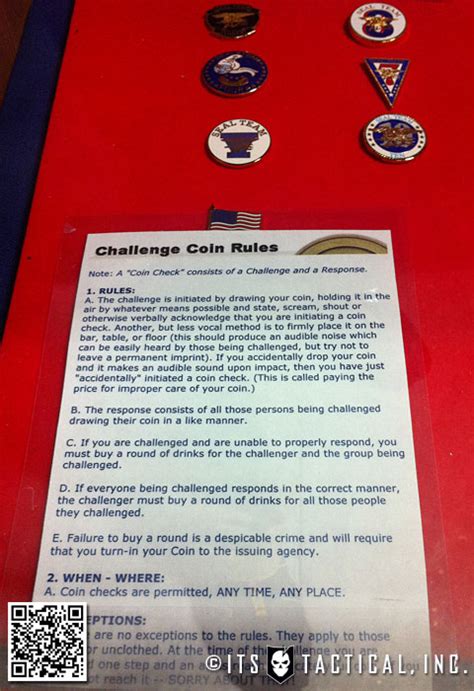 SEAL TEAM
SEAL TEAM
SEAL TEAM
Challenge Coin Rules
Note: A "Coin Check" consists of a Challenge and a Response.
1. RULES:
A. The challenge is initiated by drawing your coin, holding it in the
air by whatever means possible and state, scream, shout or
otherwise verbally acknowledge that you are initiating a coin
check. Another, but less vocal method is to firmly place it on the
bar, table, or floor (this should produce an audible noise which
can be easily heard by those being challenged, but try not to
leave a permanent imprint). If you accidentally drop your coin
and it makes an audible sound upon impact, then you have just
"accidentally" initiated a coin check. (This is called paying the
price for improper care of your coin.)
B. The response consists of all those persons being challenged
drawing their coin in a like manner.
C. If you are challenged and are unable to properly respond, you
must buy a round of drinks for the challenger and the group being
challenged.
D. If everyone being challenged responds in the correct manner,
the challenger must buy a round of drinks for all those people
they challenged.
E. Failure to buy a round is a despicable crime and will require
that you turn-in your Coin to the issuing agency.
2. WHEN - WHERE:
A. Coin checks are permitted, ANY TIME, ANY PLACE.
EPTIONS:
re are no exceptions to the rules. They apply to those
or unclothed. At the time of the challenge you are
d one step and an
not reach it -- SORRY ABOUT
© ITS TACTICAL, INC.